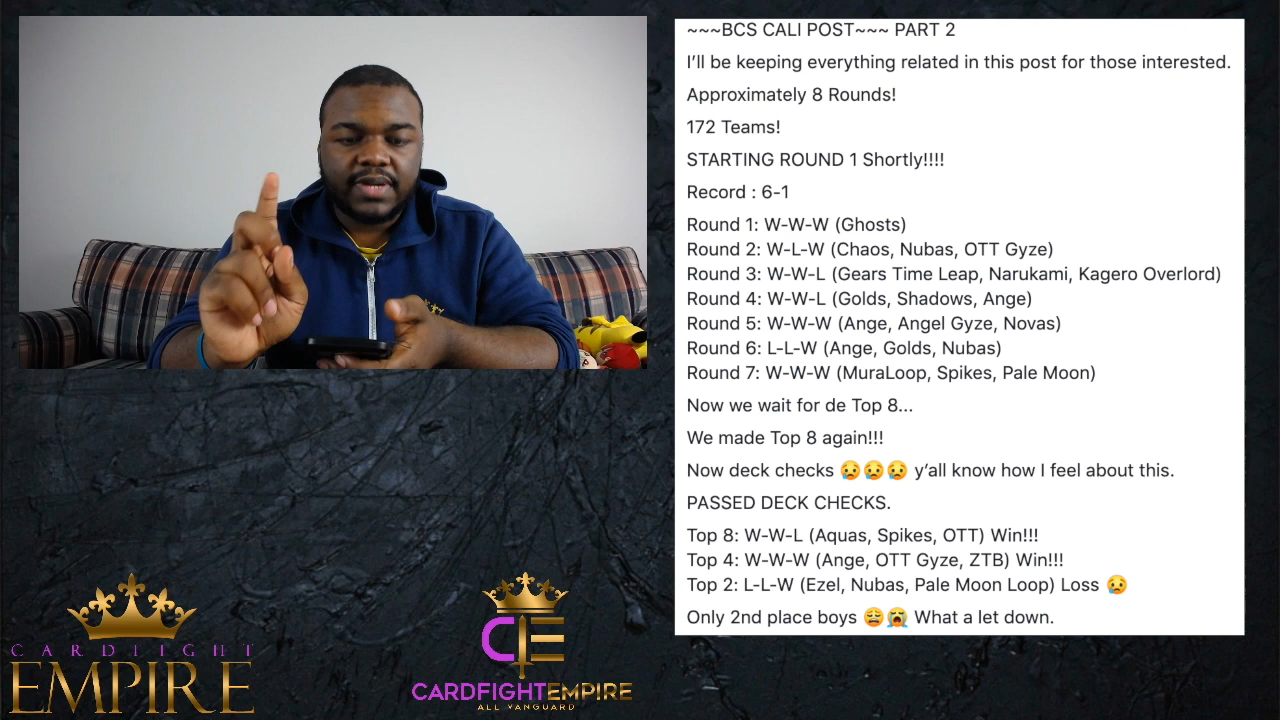 ~~~BCS CALI POST~~~ PART 2
I'll be keeping everything related in this post for those interested.
Approximately 8 Rounds!
172 Teams!
STARTING ROUND 1 Shortly!!!!
Record : 6-1
Round 1: W-W-W (Ghosts)
Round 2: W-L-W (Chaos, Nubas, OTT Gyze)
Round 3: W-W-L (Gears Time Leap, Narukami, Kagero Overlord)
Round 4: W-W-L (Golds, Shadows, Ange)
Round 5: W-W-W (Ange, Angel Gyze, Novas)
Round 6: L-L-W (Ange, Golds, Nubas)
Round 7: W-W-W (MuraLoop, Spikes, Pale Moon)
Now we wait for de Top 8...
We made Top 8 again!!!
Now deck checks 😥😥😥 y'all know how I feel about this.
PASSED DECK CHECKS.
Top 8: W-W-L (Aquas, Spikes, OTT) Win!!!
Top 4: W-W-W (Ange, OTT Gyze, ZTB) Win!!!
Top 2: L-L-W (Ezel, Nubas, Pale Moon Loop) Loss 😥
Only 2nd place boys 😩😭 What a let down.
CARDFIGHT
EMPIRE
CE
CARDFIGHTEMPIRE
ALL VANGUARD